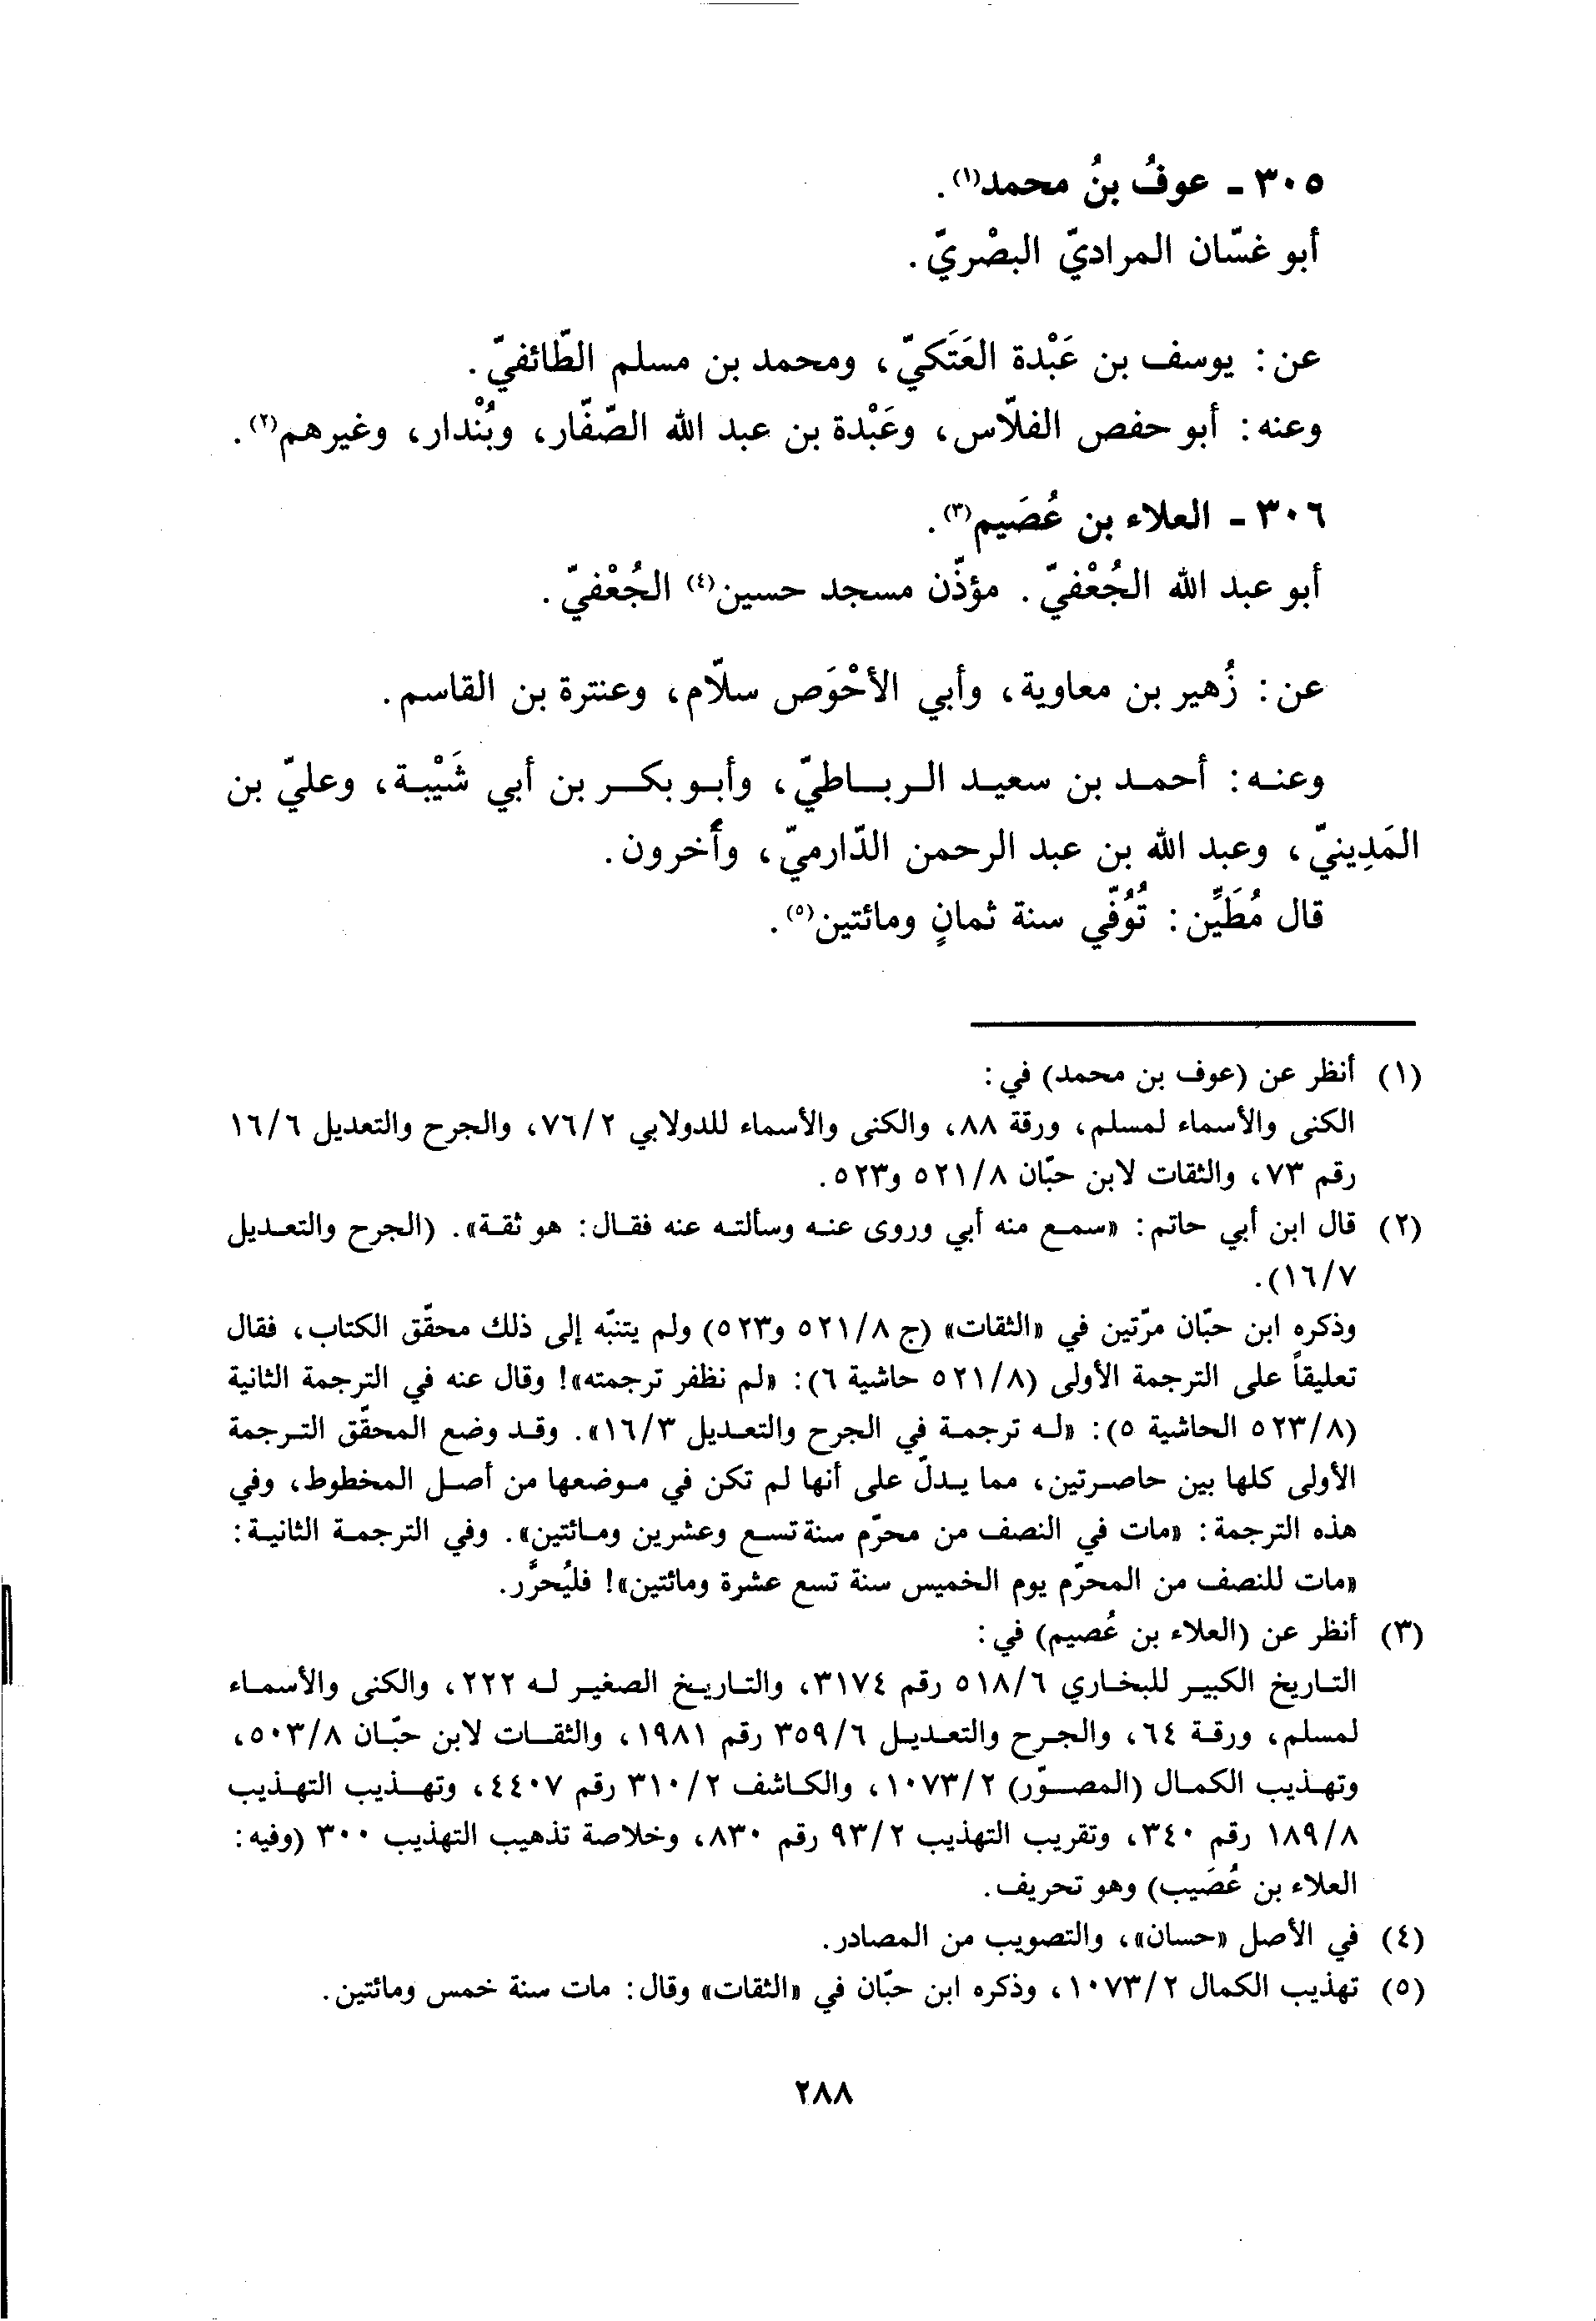 ٣٠٥ - عوفُ بنُ محمد(١).
أبو غسّان المراديّ البصْريّ.
عن: يوسف بن عَبْدة العَتَكيّ، ومحمد بن مسلم الطّائفيّ.
وعنه: أبو حفص الفلّاس، وعَبْدة بن عبد الله الصّفّار، وبُنْدار، وغيرهم(٢).
٣٠٦ - العلاء بن عُصَيم(٣).
أبو عبد الله الجُعْفيّ. مؤذّن مسجد حسين(٤) الجُعْفيّ.
عن: زُهير بن معاوية، وأبي الأحْوَص سلّام، وعنترة بن القاسم.
وعنه: أحمد بن سعيد الرباطيّ، وأبو بكر بن أبي شَيْبة، وعليّ بن
المَدِينيّ، وعبد الله بن عبد الرحمن الدّارميّ، وأخرون.
قال مُطَيَّن: تُوُفّي سنة ثمانٍ ومائتين(٥).
(١) أنظر عن (عوف بن محمد) في:
الكنى والأسماء لمسلم، ورقة ٨٨، والكنى والأسماء للدولابي ٧٦/٢، والجرح والتعديل ١٦/٦
رقم ٧٣، والثقات لابن حبّان ٥٢١/٨ و٥٢٣.
(٢) قال ابن أبي حاتم: «سمع منه أبي وروى عنه وسألته عنه فقال: هو ثقة». (الجرح والتعديل
١٦/٧).
وذكره ابن حبّان مرّتين في «الثقات» (ج ٥٢١/٨ و٥٢٣) ولم يتنبّه إلى ذلك محقّق الكتاب، فقال
تعليقاً على الترجمة الأولى (٥٢١/٨ حاشية ٦): «لم نظفر ترجمته»! وقال عنه في الترجمة الثانية
(٥٢٣/٨ الحاشية ٥): «له ترجمة في الجرح والتعديل ١٦/٣». وقد وضع المحقّق الترجمة
الأولى كلها بين حاصرتين، مما يدلّ على أنها لم تكن في موضعها من أصل المخطوط، وفي
هذه الترجمة: «مات في النصف من محرّم سنة تسع وعشرين ومائتين». وفي الترجمة الثانية:
«مات للنصف من المحرّم يوم الخميس سنة تسع عشرة ومائتين»! فليُحرَّر.
(٣) أنظر عن (العلاء بن عُصيم) في:
التاريخ الكبير للبخاري ٥١٨/٦ رقم ٣١٧٤، والتاريخ الصغير له ٢٢٢، والكنى والأسماء
لمسلم، ورقة ٦٤، والجرح والتعديل ٣٥٩/٦ رقم ١٩٨١، والثقات لابن حبّان ٥٠٣/٨،
وتهذيب الكمال (المصوّر) ١٠٧٣/٢، والكاشف ٣١٠/٢ رقم ٤٤٠٧، وتهذيب التهذيب
١٨٩/٨ رقم ٣٤٠، وتقريب التهذيب ٩٣/٢ رقم ٨٣٠، وخلاصة تذهيب التهذيب ٣٠٠ (وفيه:
العلاء بن عُصَيب) وهو تحريف.
(٤) في الأصل «حسان»، والتصويب من المصادر.
(٥) تهذيب الكمال ١٠٧٣/٢، وذكره ابن حبّان في «الثقات» وقال: مات سنة خمس ومائتين.
٢٨٨